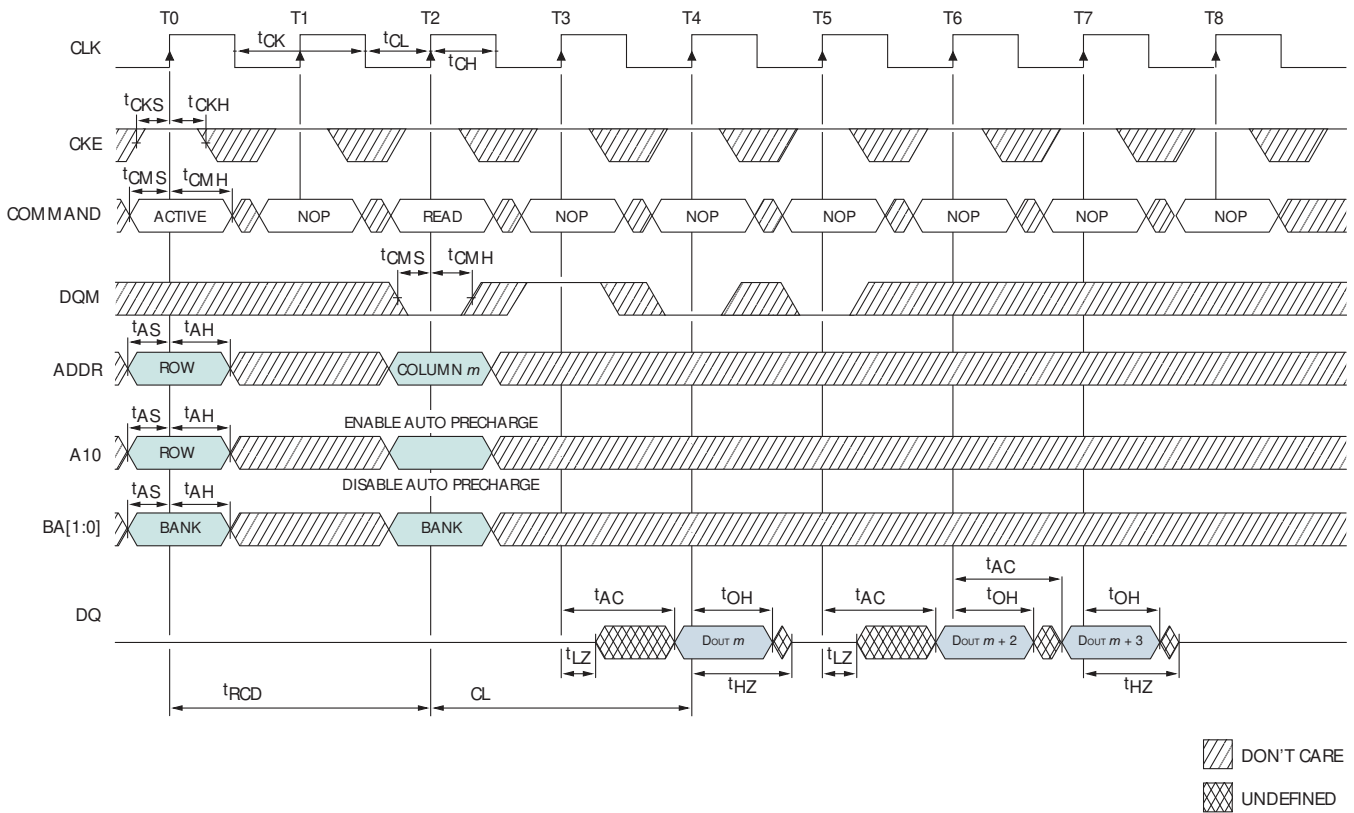 T0 T1 T2 T3 T4 T5 T6 T7 T8
CLK tCK tCL tCH
tCKS tCKH
CKE
tCMS tCMH
COMMAND ACTIVE NOP READ NOP NOP NOP NOP NOP NOP
tCMS tCMH
DQM
tAS tAH
ADDR ROW COLUMN m
tAS tAH ENABLE AUTO PRECHARGE
A10 ROW
DISABLE AUTO PRECHARGE
tAS tAH
BA[1:0] BANK BANK
tAC
tAC tOH tAC tOH tOH
DQ
DOUT m DOUT m + 2 DOUT m + 3
tLZ tHZ tLZ tHZ
tRCD CL
DON'T CARE
UNDEFINED